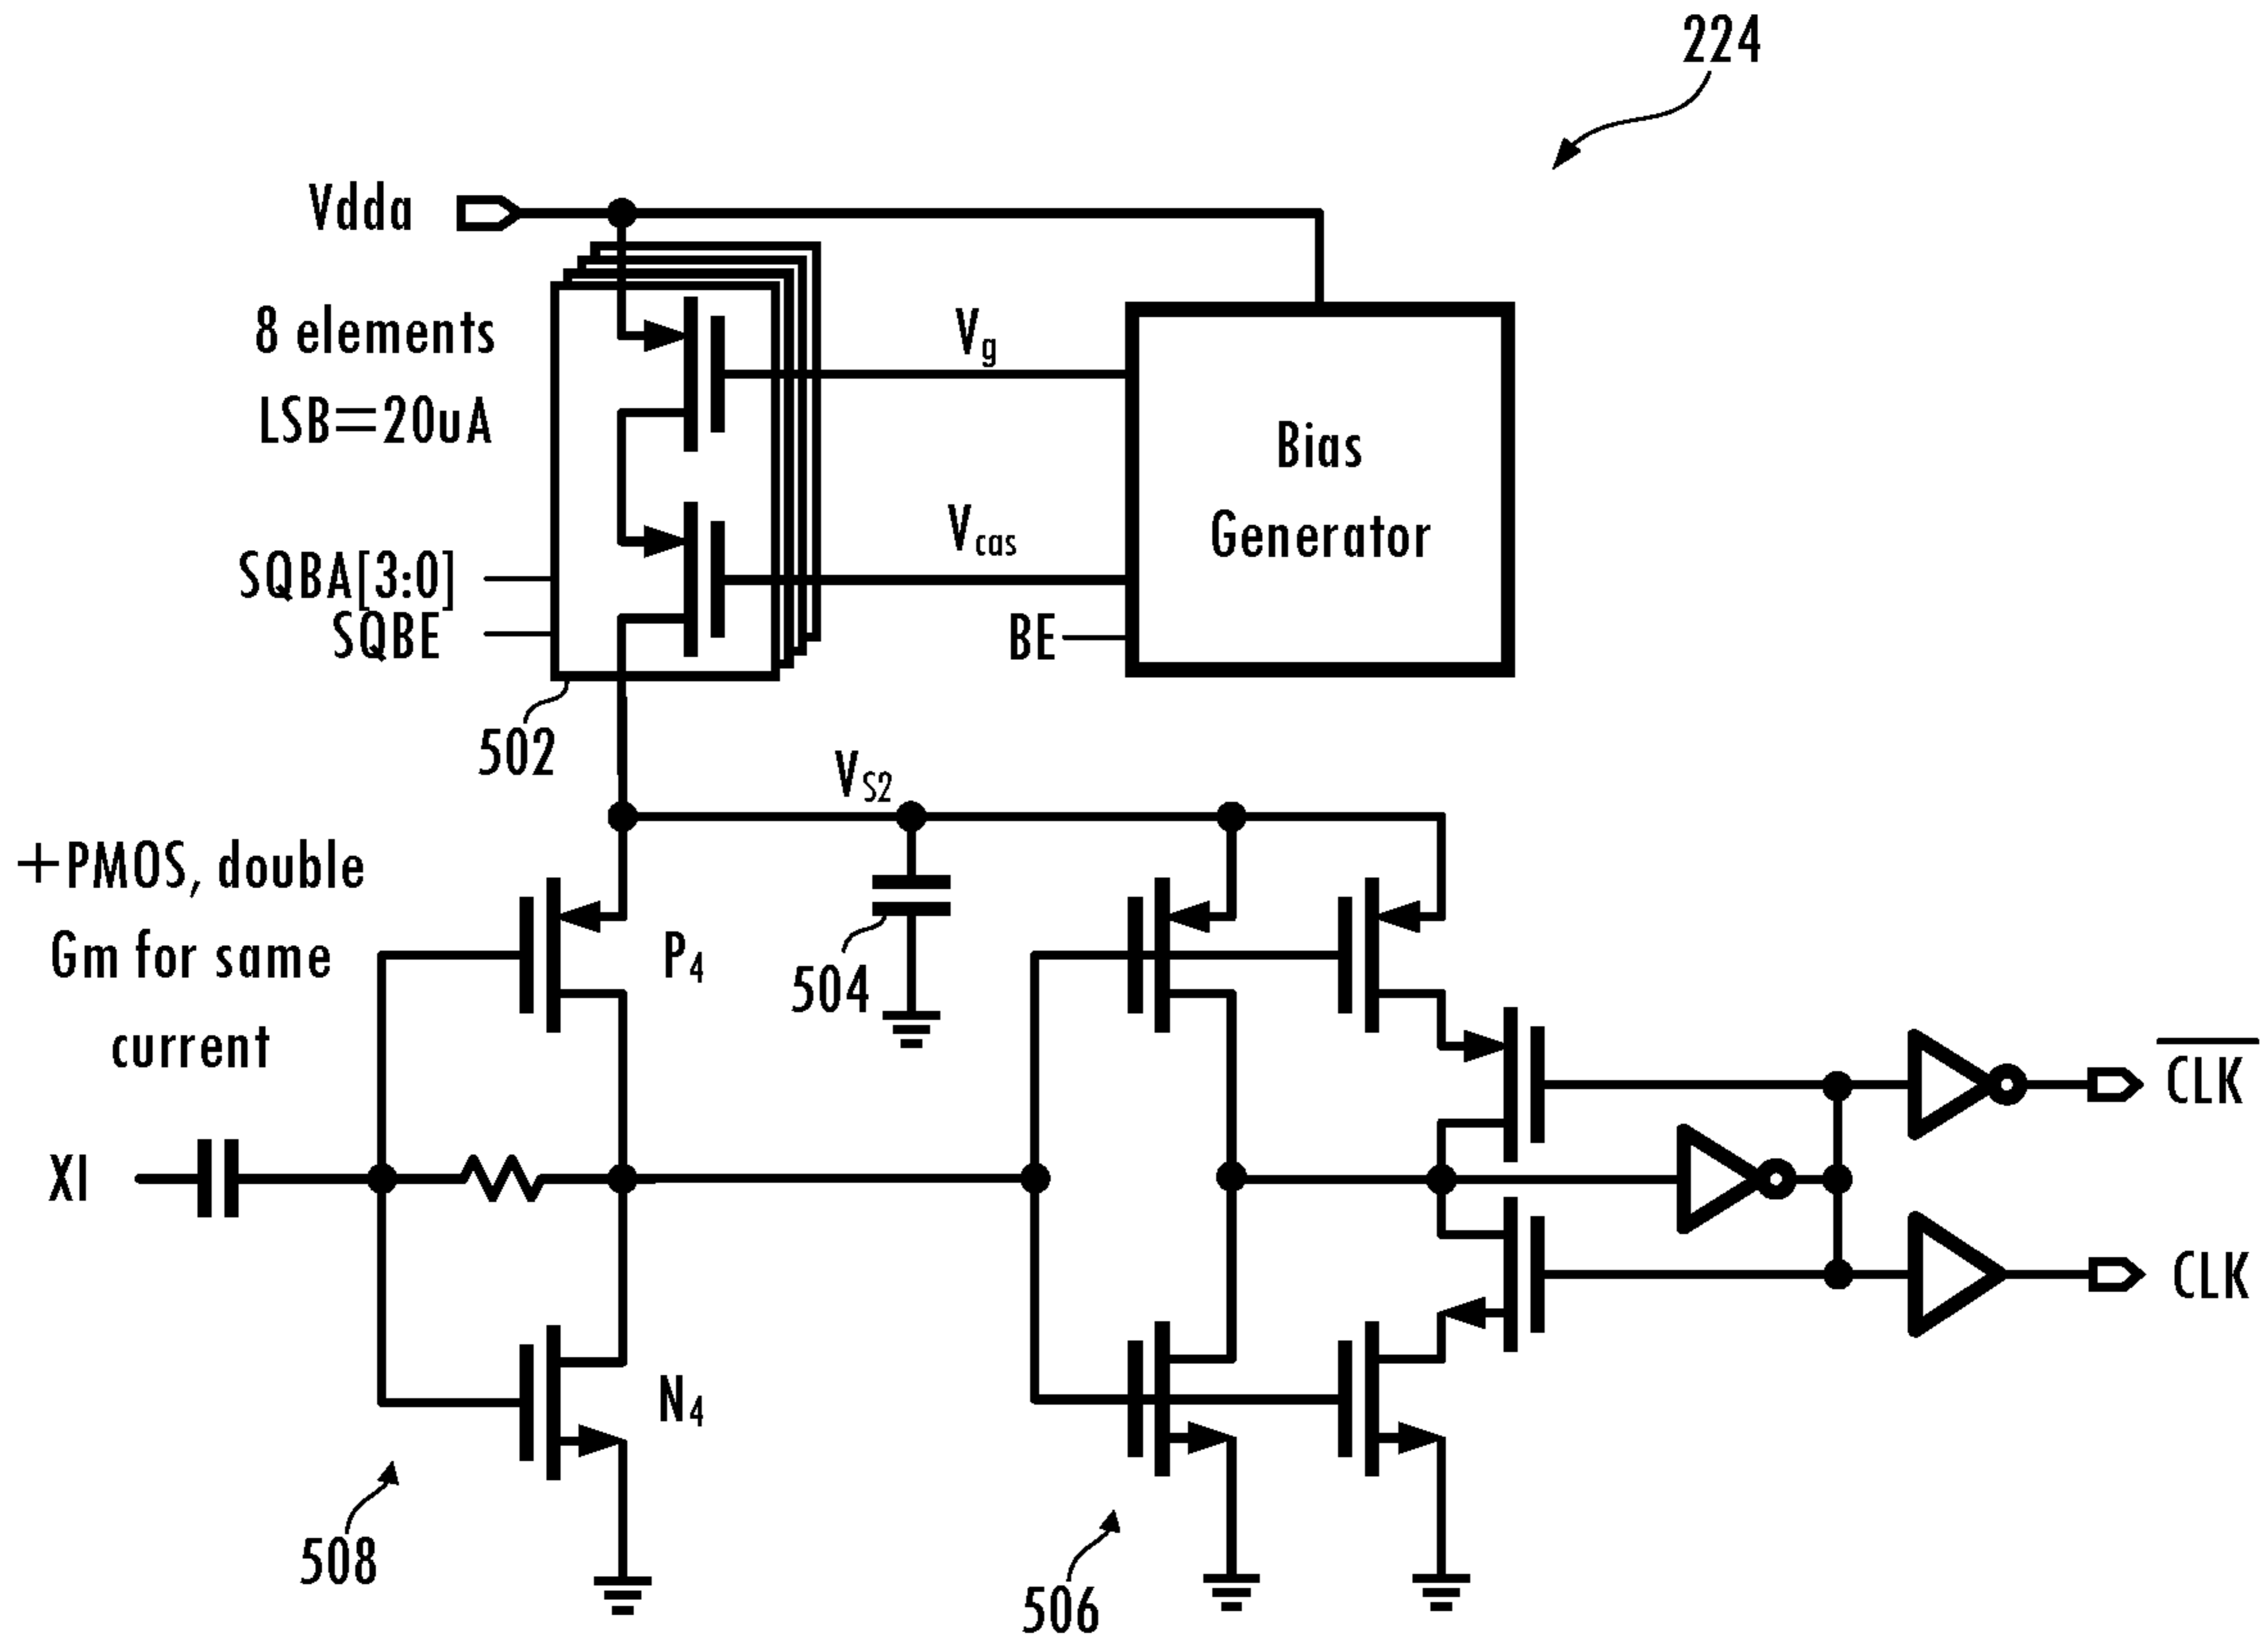 224
Vdda
8 elements
LSB=20uA
Vg
Bias
Generator
Vcas
SQBA[3:0]
SQBE
BE
502
VS2
+PMOS, double
Gm for same
current
P4
504
CLK
XI
CLK
N4
508
506